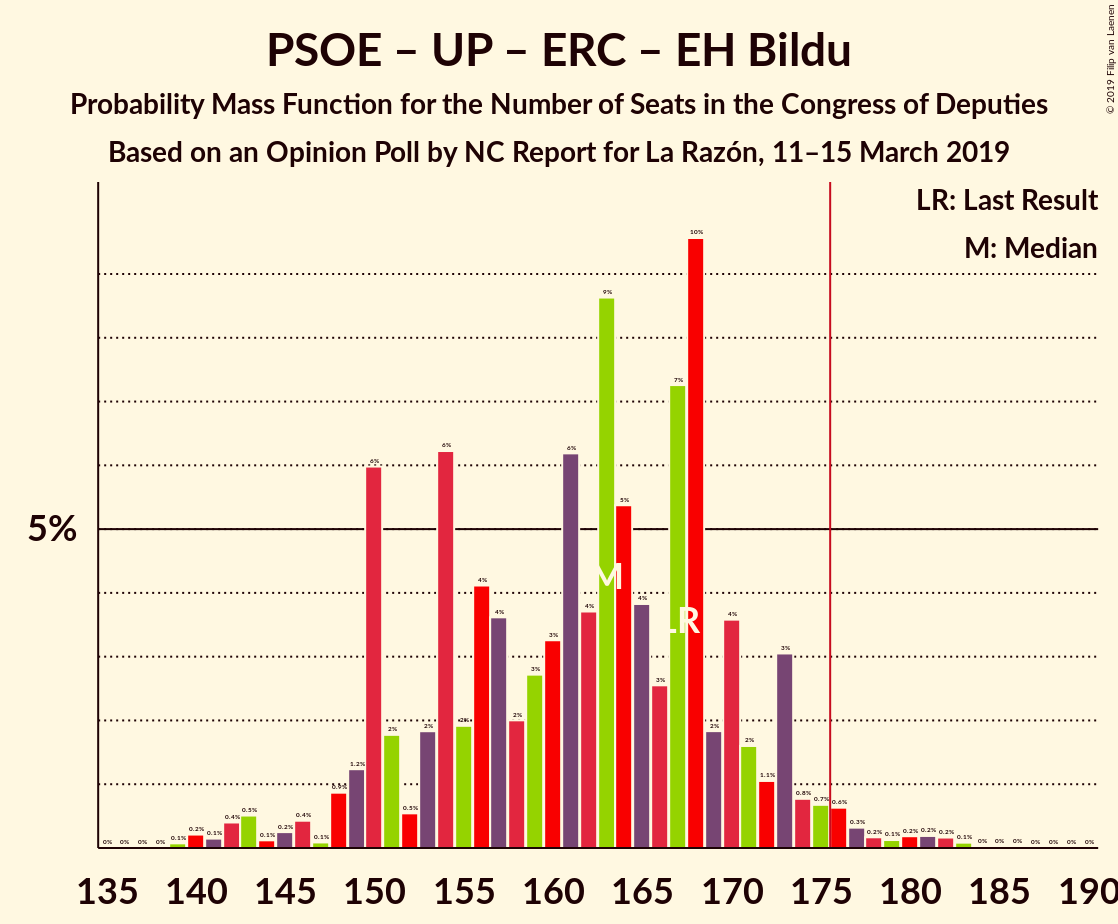 PSOE – UP – ERC – EH Bildu
Probability Mass Function for the Number of Seats in the Congress of Deputies
Based on an Opinion Poll by NC Report for La Razón, 11–15 March 2019
© 2019 Filip van Laenen
LR: Last Result
M: Median
5%
0% 0% 0% 0% 0.1% 0.2% 0.1% 0.4% 0.5% 0.1% 0.2% 0.4% 0.1% 0.9% 1.2% 6% 2% 0.5% 2% 6% 2% 4% 4% 2% 3% 3% 6% 4% 9% 5% 4% 3% 7% 10% 2% 4% 2% 1.1% 3% 0.8% 0.7% 0.6% 0.3% 0.2% 0.1% 0.2% 0.2% 0.2% 0.1% 0% 0% 0% 0% 0% 0% 0%
M
LR
135 140 145 150 155 160 165 170 175 180 185 190